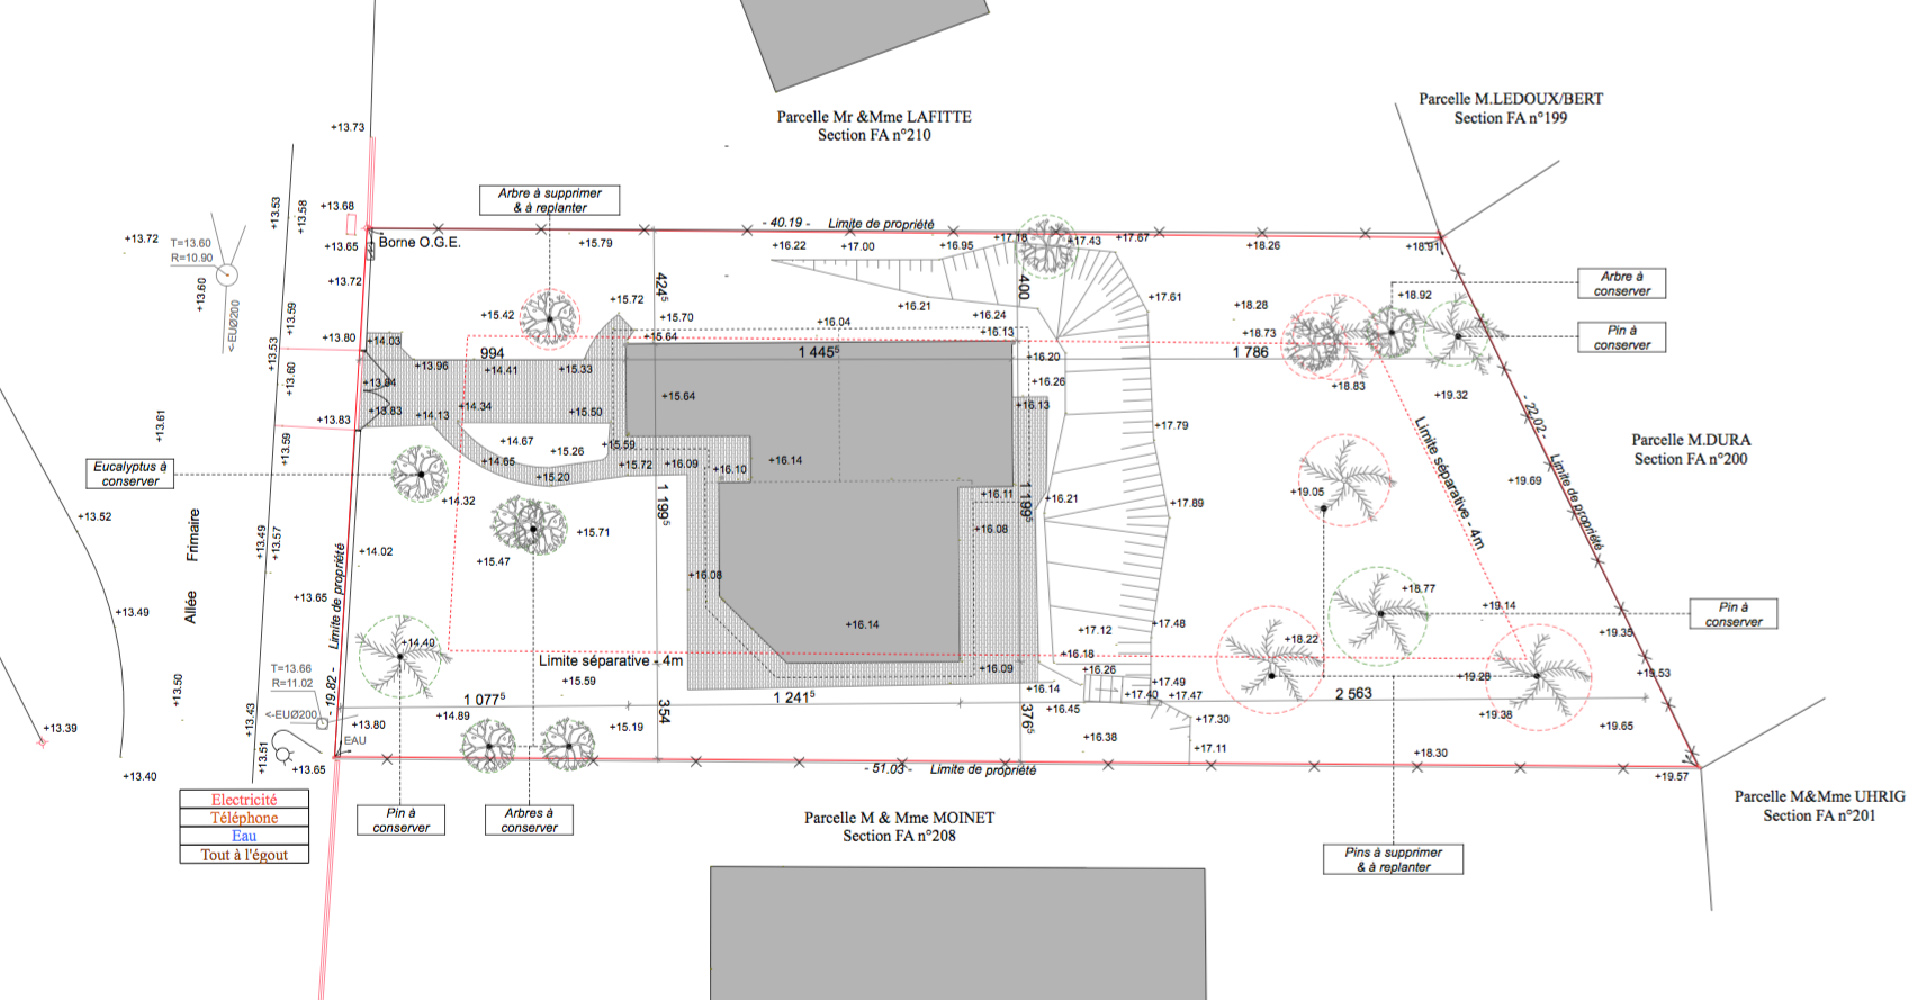 Parcelle M.LEDOUX/BERT
Section FA n°199
Parcelle Mr &Mme LAFITTE
Section FA n°210
+13.73
Arbre à supprimer
& à replanter
+13.68
+13.53
+13.58
- 40.19 - Limite de propriété
+13.72
T=13.60
R=10.90
+13.65
Borne O.G.E.
+15.79
+16.22
+17.00
+16.95
+17.18
+17.43
+17.67
+18.26
+18.91
+13.60
<-EUØ200
+13.72
424⁵
400
Arbre à
conserver
+15.42
+15.72
+15.70
+16.21
+16.24
+17.61
+18.28
+18.92
+13.59
+13.53
+13.80
+14.03
+15.64
+16.04
+16.13
+18.73
Pin à
conserver
994
1 445⁵
+16.20
1 786
+13.60
+13.96
+14.41
+15.33
+16.26
+18.83
+19.32
+13.84
+15.64
+13.61
+13.83
+13.83
+14.13
+14.34
+15.50
+16.13
- 22.02 -
Limite de propriété
+17.79
Limite séparative - 4m
Parcelle M.DURA
Section FA n°200
+13.59
+14.67
+15.26
+15.59
Eucalyptus à
conserver
+14.65
+15.20
+15.72
+16.09
+16.10
+16.14
+19.69
+14.32
1 199⁵
+16.11
1 199⁵
+16.21
+17.89
+19.05
+13.52
Allée Frimaire
+13.49
+13.57
+15.71
+16.08
+14.02
+15.47
+16.08
+13.49
+13.65
- 19.82 - Limite de propriété
+18.77
+19.14
Pin à
conserver
+16.14
+17.12
+17.48
+18.22
+19.35
+14.40
Limite séparative - 4m
+16.18
T=13.66
R=11.02
+15.59
+16.09
+16.26
+19.28
+19.53
+13.50
1 077⁵
1 241⁵
+16.14
+17.49
+17.40
+17.47
2 563
<-EUØ200
+13.43
+13.80
+14.89
354
376⁵
+16.45
+17.30
+19.38
+19.65
+13.39
+15.19
+16.38
+17.11
+18.30
EAU
+13.51
+13.65
+13.40
- 51.03 - Limite de propriété
+19.57
Electricité
Téléphone
Eau
Tout à l'égout
Pin à
conserver
Arbres à
conserver
Parcelle M & Mme MOINET
Section FA n°208
Parcelle M&Mme UHRIG
Section FA n°201
Pins à supprimer
& à replanter